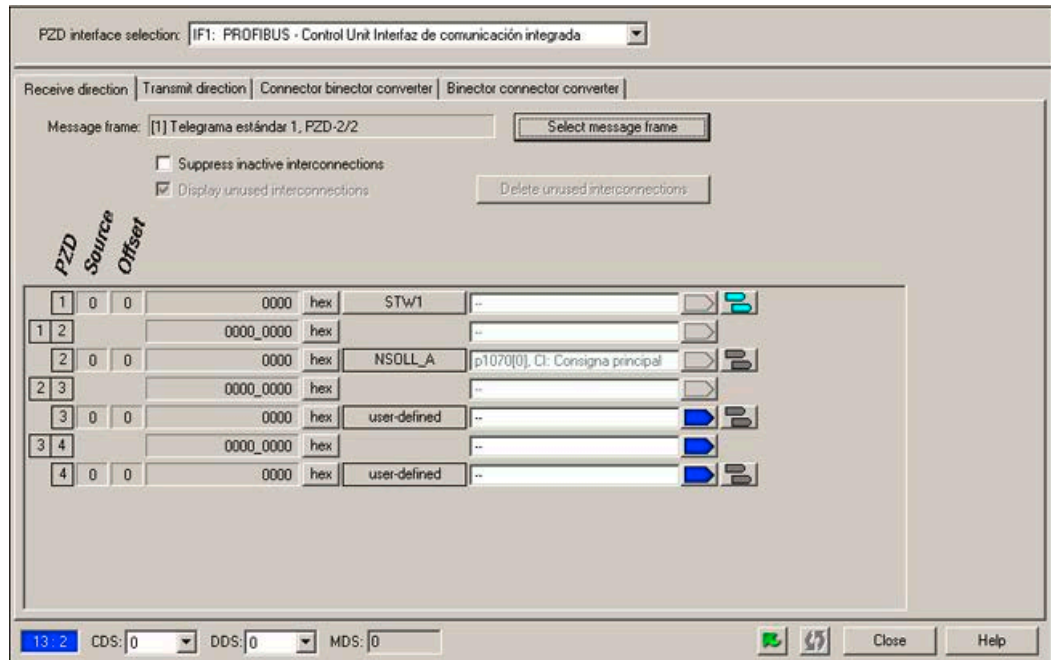 PZD interface selection: IF1: PROFIBUS - Control Unit Interfaz de comunicación integrada
Receive direction Transmit direction Connector binector converter Binector connector converter
Message frame: [1] Telegrama estándar 1, PZD-2/2 Select message frame
Suppress inactive interconnections
Display unused interconnections Delete unused interconnections
PZD Source Offset
1 0 0 0000 hex STW1 --
1 2 0000_0000 hex --
2 0 0 0000 hex NSOLL_A p1070[0], CI: Consigna principal
2 3 0000_0000 hex --
3 0 0 0000 hex user-defined --
3 4 0000_0000 hex --
4 0 0 0000 hex user-defined --
13 : 2 CDS: 0 DDS: 0 MDS: 0 Close Help